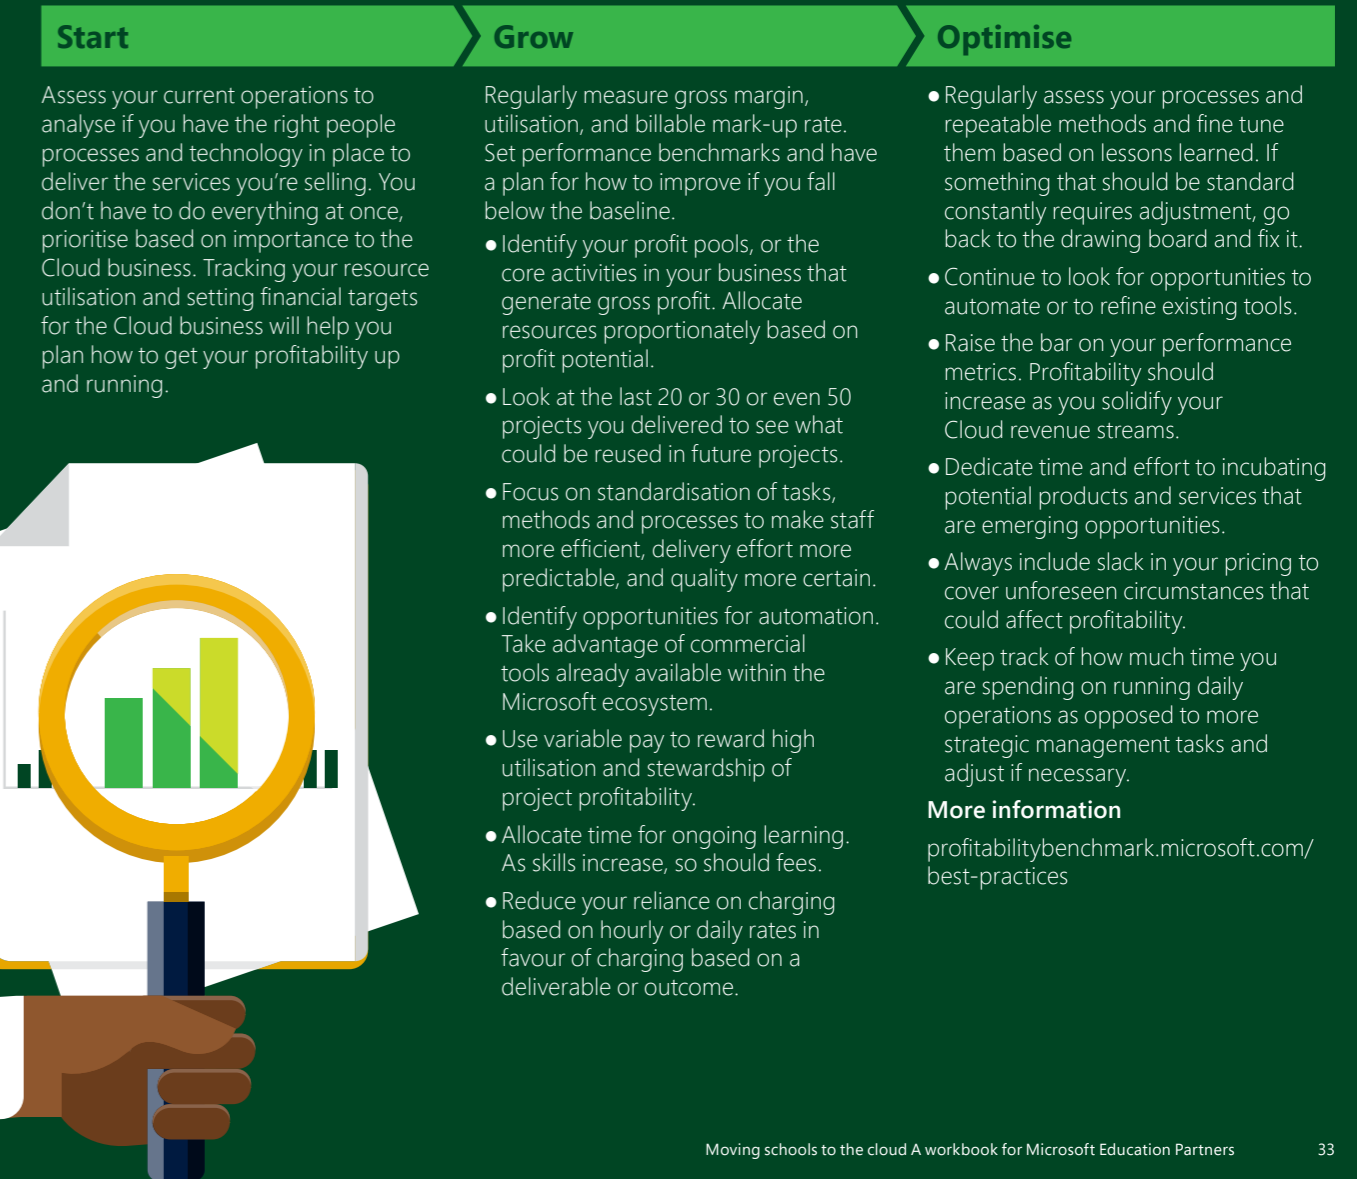 Start
Assess your current operations to
analyse if you have the right people
processes and technology in place to
deliver the services you’re selling. You
don’t have to do everything at once,
prioritise based on importance to the
Cloud business. Tracking your resource
utilisation and setting financial targets
for the Cloud business will help you
plan how to get your profitability up
and running.
Grow
Regularly measure gross margin,
utilisation, and billable mark-up rate.
Set performance benchmarks and have
a plan for how to improve if you fall
below the baseline.
● Identify your profit pools, or the
core activities in your business that
generate gross profit. Allocate
resources proportionately based on
profit potential.
● Look at the last 20 or 30 or even 50
projects you delivered to see what
could be reused in future projects.
● Focus on standardisation of tasks,
methods and processes to make staff
more efficient, delivery effort more
predictable, and quality more certain.
● Identify opportunities for automation.
Take advantage of commercial
tools already available within the
Microsoft ecosystem.
● Use variable pay to reward high
utilisation and stewardship of
project profitability.
● Allocate time for ongoing learning.
As skills increase, so should fees.
● Reduce your reliance on charging
based on hourly or daily rates in
favour of charging based on a
deliverable or outcome.
Optimise
● Regularly assess your processes and
repeatable methods and fine tune
them based on lessons learned. If
something that should be standard
constantly requires adjustment, go
back to the drawing board and fix it.
● Continue to look for opportunities to
automate or to refine existing tools.
● Raise the bar on your performance
metrics. Profitability should
increase as you solidify your
Cloud revenue streams.
● Dedicate time and effort to incubating
potential products and services that
are emerging opportunities.
● Always include slack in your pricing to
cover unforeseen circumstances that
could affect profitability.
● Keep track of how much time you
are spending on running daily
operations as opposed to more
strategic management tasks and
adjust if necessary.
More information
profitabilitybenchmark.microsoft.com/
best-practices
Moving schools to the cloud A workbook for Microsoft Education Partners 33